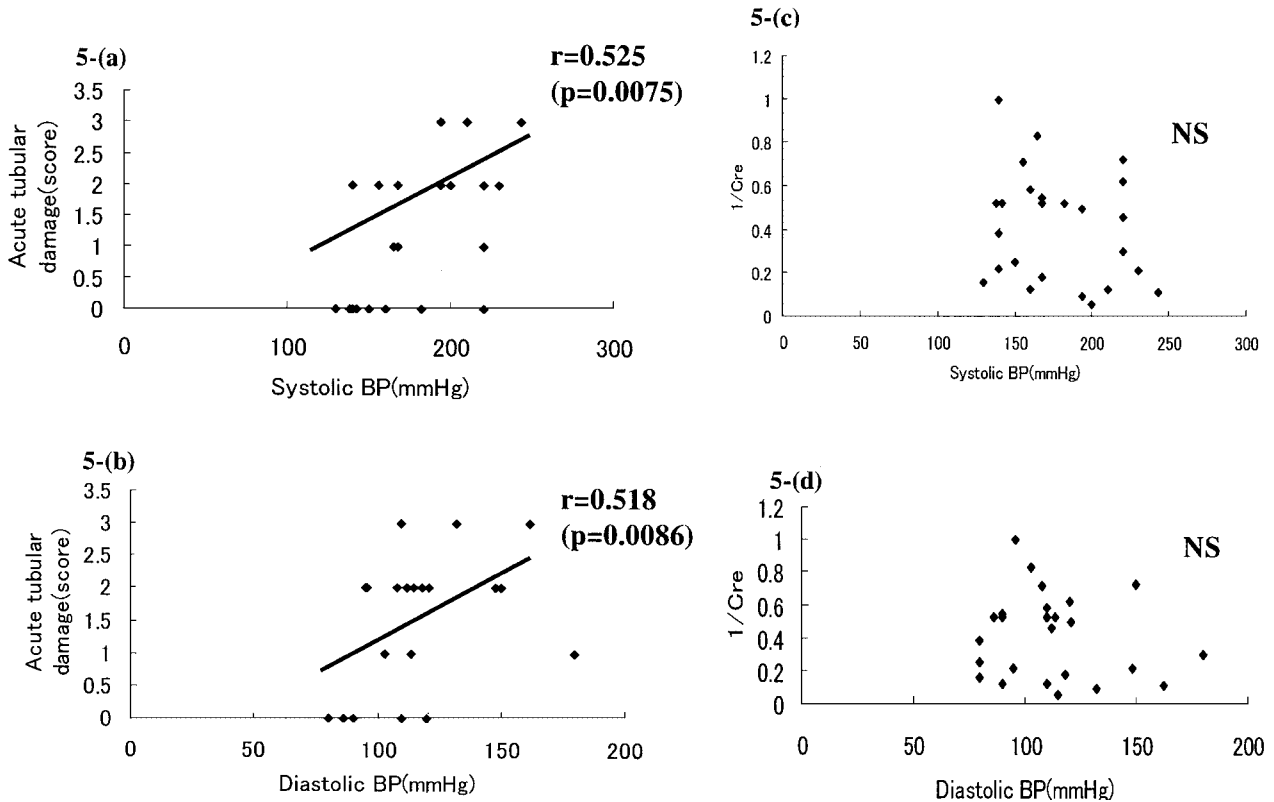 5-(a)
r=0.525
(p=0.0075)
Acute tubular
damage(score)
3.5
3
2.5
2
1.5
1
0.5
0
0 100 200 300
Systolic BP(mmHg)
5-(c)
NS
1/Cre
1.2
1
0.8
0.6
0.4
0.2
0
0 50 100 150 200 250 300
Systolic BP(mmHg)
5-(b)
r=0.518
(p=0.0086)
Acute tubular
damage(score)
3.5
3
2.5
2
1.5
1
0.5
0
0 50 100 150 200
Diastolic BP(mmHg)
5-(d)
NS
1/Cre
1.2
1
0.8
0.6
0.4
0.2
0
0 50 100 150 200
Diastolic BP(mmHg)